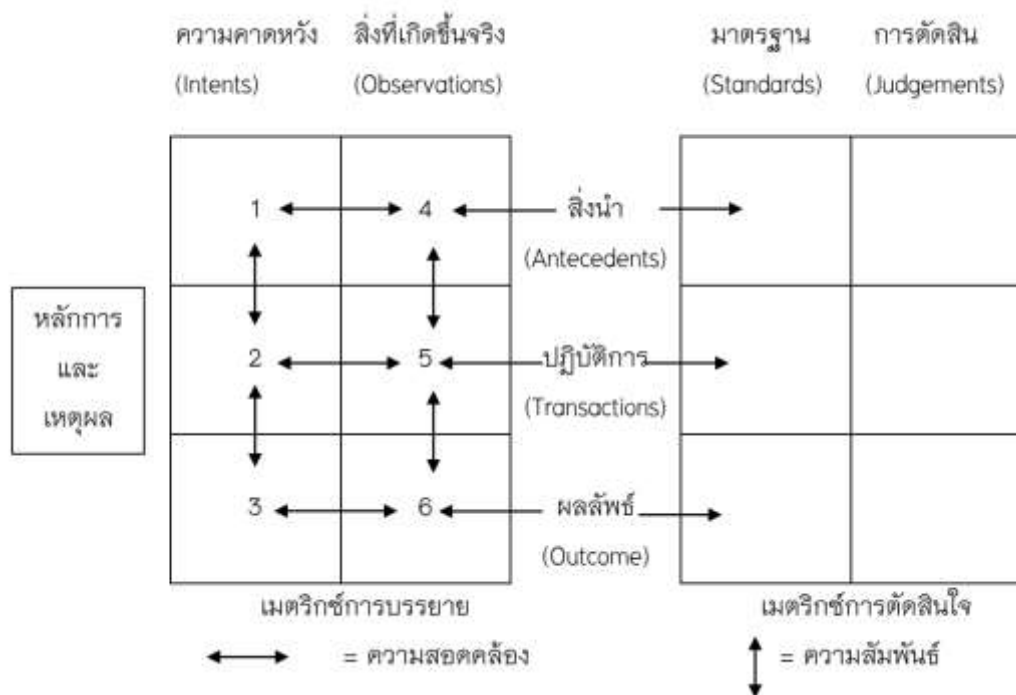 ความคาดหวัง สิ่งที่เกิดขึ้นจริง มาตรฐาน การตัดสิน
(Intents) (Observations) (Standards) (Judgements)
1 4 สิ่งนำ
(Antecedents)
หลักการ
และ
เหตุผล
2 5 ปฏิบัติการ
(Transactions)
3 6 ผลลัพธ์
(Outcome)
เมตริกซ์การบรรยาย เมตริกซ์การตัดสินใจ
= ความสอดคล้อง = ความสัมพันธ์